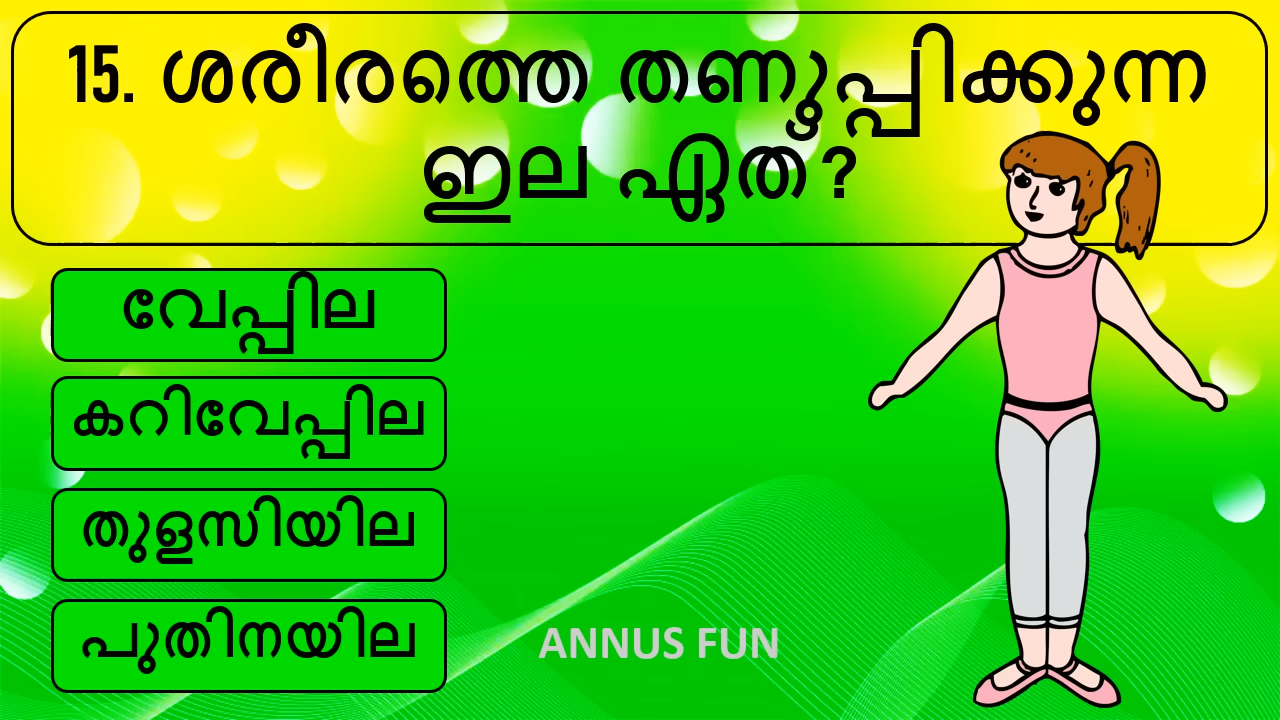 15. ശരീരത്തെ തണുപ്പിക്കുന്ന
ഇല ഏത്?
വേപ്പില
കറിവേപ്പില
തുളസിയില
പുതിനയില
ANNUS FUN